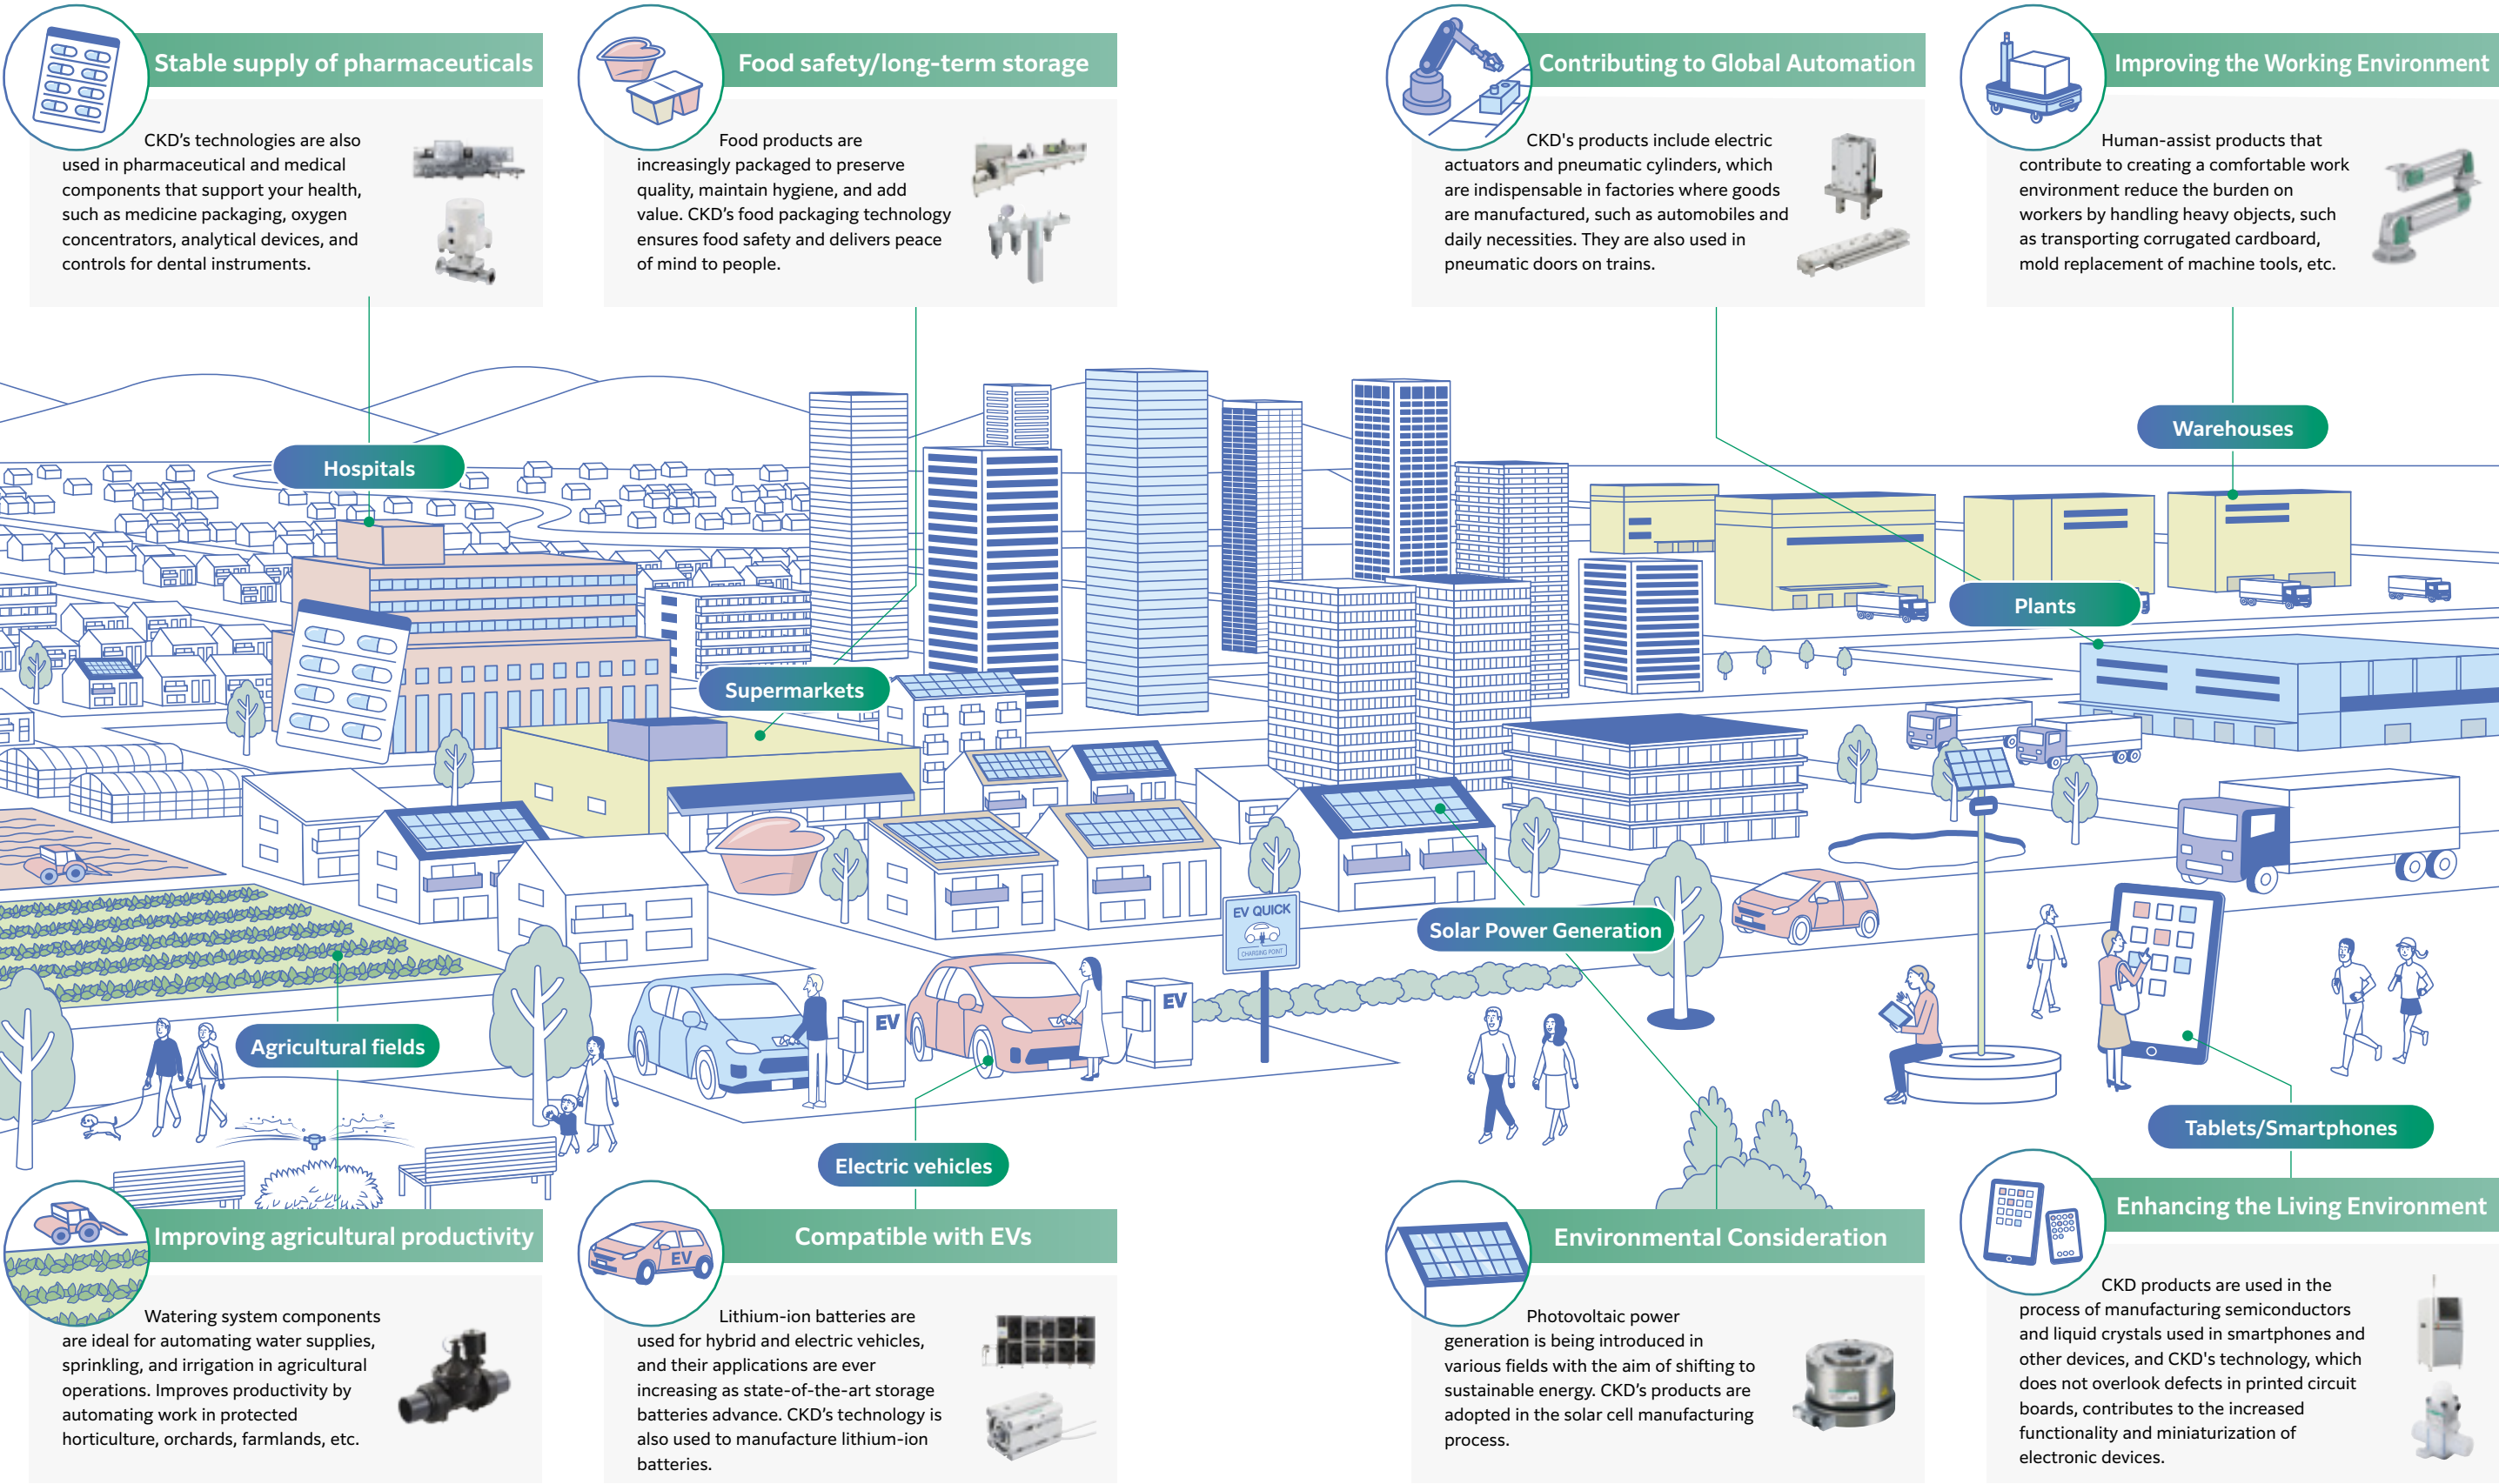 Stable supply of pharmaceuticals
CKD’s technologies are also
used in pharmaceutical and medical
components that support your health,
such as medicine packaging, oxygen
concentrators, analytical devices, and
controls for dental instruments.
Food safety/long-term storage
Food products are
increasingly packaged to preserve
quality, maintain hygiene, and add
value. CKD’s food packaging technology
ensures food safety and delivers peace
of mind to people.
Contributing to Global Automation
CKD's products include electric
actuators and pneumatic cylinders, which
are indispensable in factories where goods
are manufactured, such as automobiles and
daily necessities. They are also used in
pneumatic doors on trains.
Improving the Working Environment
Human-assist products that
contribute to creating a comfortable work
environment reduce the burden on
workers by handling heavy objects, such
as transporting corrugated cardboard,
mold replacement of machine tools, etc.
Hospitals
Warehouses
Plants
Supermarkets
EV QUICK
CHARGING POINT
Solar Power Generation
EV
EV
Agricultural fields
Electric vehicles
Tablets/Smartphones
Improving agricultural productivity
Watering system components
are ideal for automating water supplies,
sprinkling, and irrigation in agricultural
operations. Improves productivity by
automating work in protected
horticulture, orchards, farmlands, etc.
EV
Compatible with EVs
Lithium-ion batteries are
used for hybrid and electric vehicles,
and their applications are ever
increasing as state-of-the-art storage
batteries advance. CKD’s technology is
also used to manufacture lithium-ion
batteries.
Environmental Consideration
Photovoltaic power
generation is being introduced in
various fields with the aim of shifting to
sustainable energy. CKD’s products are
adopted in the solar cell manufacturing
process.
Enhancing the Living Environment
CKD products are used in the
process of manufacturing semiconductors
and liquid crystals used in smartphones and
other devices, and CKD's technology, which
does not overlook defects in printed circuit
boards, contributes to the increased
functionality and miniaturization of
electronic devices.